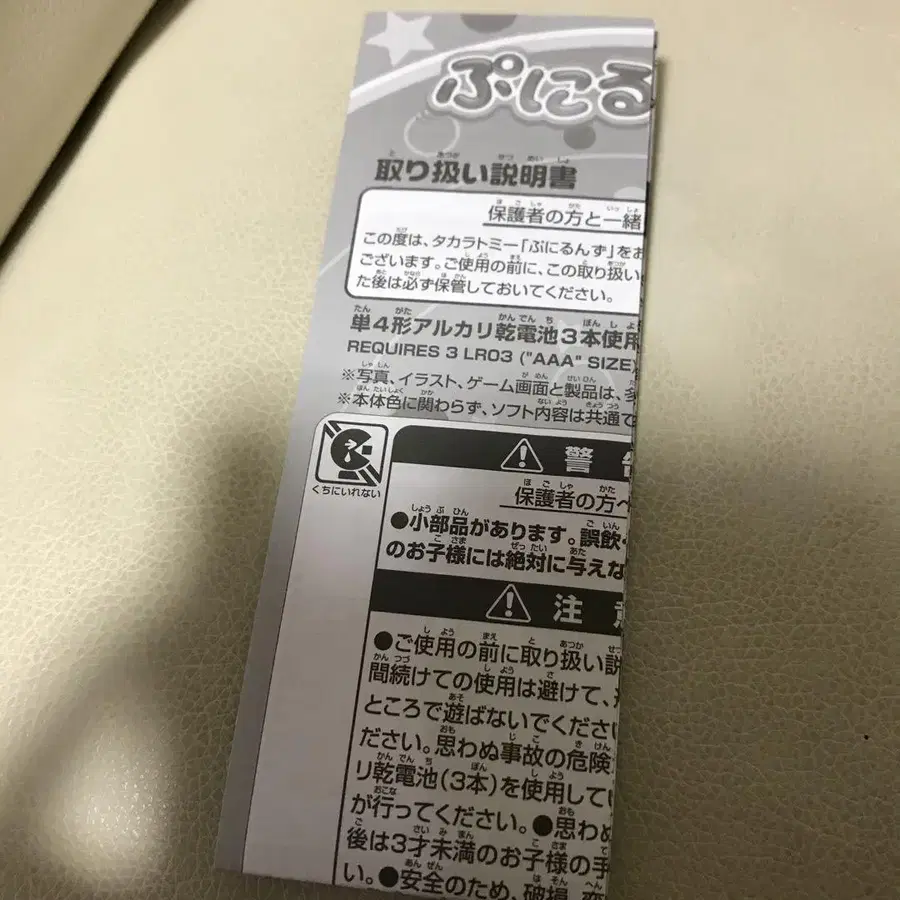 ぷにる
取り扱い説明書
保護者の方と一緒
この度は、タカラトミー「ぷにるんず」をお
ございます。ご使用の前に、この取り扱い
た後は必ず保管しておいてください。
単4形アルカリ乾電池3本使用
REQUIRES 3 LR03 ("AAA" SIZE)
※写真、イラスト、ゲーム画面と製品は、多
※本体色に関わらず、ソフト内容は共通で
警告
くちにいれない
保護者の方へ
●小部品があります。誤飲
のお子様には絶対に与えな
注意
●ご使用の前に取り扱い説
間続けての使用は避けて、
ところで遊ばないでくださ
ださい。思わぬ事故の危険
リ乾電池(3本)を使用してい
が行ってください。●思わぬ
後は3才未満のお子様の手
い。●安全のため、破損、変